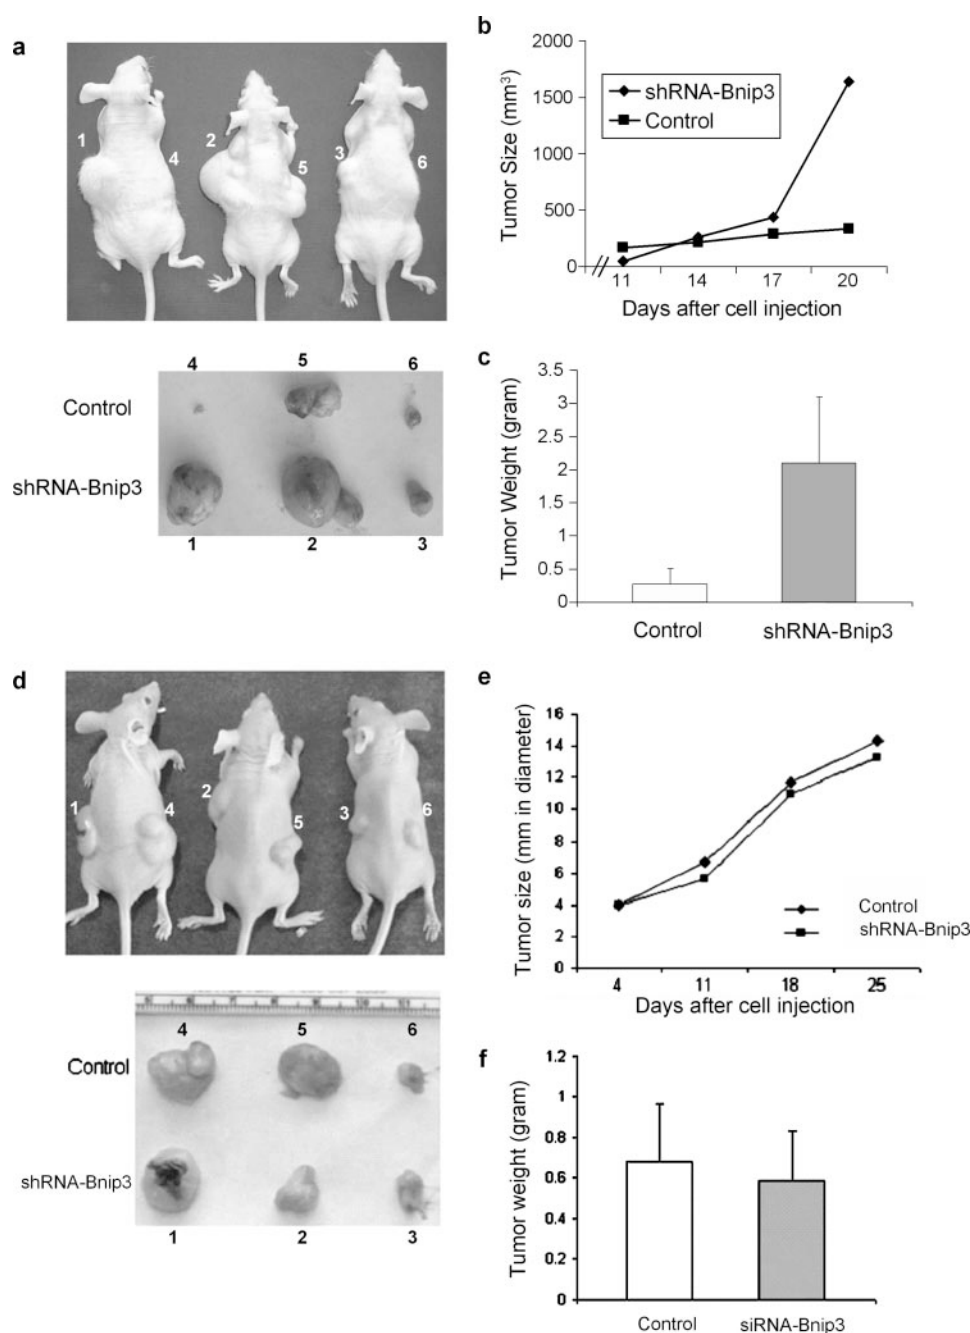 a
1
4
2
5
3
6
4
5
6
Control
shRNA-Bnip3
1
2
3
b
2000
1500
1000
500
0
Tumor Size (mm³)
shRNA-Bnip3
Control
11
14
17
20
Days after cell injection
c
3.5
3
2.5
2
1.5
1
0.5
0
Tumor Weight (gram)
Control
shRNA-Bnip3
d
1
4
2
5
3
6
4
5
6
Control
shRNA-Bnip3
1
2
3
e
16
14
12
10
8
6
4
2
0
Tumor size (mm in diameter)
Control
shRNA-Bnip3
4
11
18
25
Days after cell injection
f
1.2
1
0.8
0.6
0.4
0.2
0
Tumor weight (gram)
Control
siRNA-Bnip3